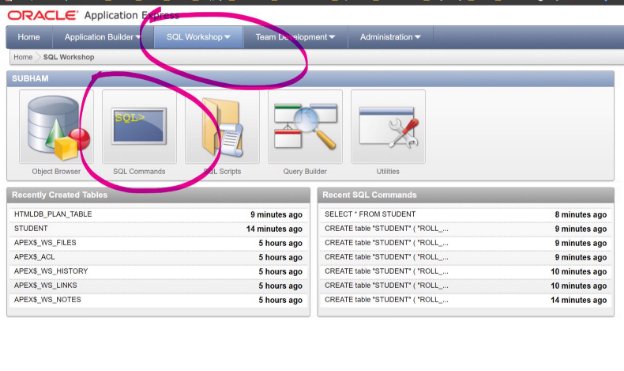 ORACLE Application Express
Home Application Builder SQL Workshop Team Development Administration
Home SQL Workshop
SUBHAM
SQL>
Object Browser SQL Commands SQL Scripts Query Builder Utilities
Recently Created Tables
HTMLDB_PLAN_TABLE 9 minutes ago
STUDENT 14 minutes ago
APEX$_WS_FILES 5 hours ago
APEX$_ACL 5 hours ago
APEX$_WS_HISTORY 5 hours ago
APEX$_WS_LINKS 5 hours ago
APEX$_WS_NOTES 5 hours ago
Recent SQL Commands
SELECT * FROM STUDENT 8 minutes ago
CREATE table "STUDENT" ( "ROLL_... 9 minutes ago
CREATE table "STUDENT" ( "ROLL_... 9 minutes ago
CREATE table "STUDENT" ( "ROLL_... 9 minutes ago
CREATE table "STUDENT" ( "ROLL_... 10 minutes ago
CREATE table "STUDENT" ( "ROLL_... 10 minutes ago
CREATE table "STUDENT" ( "ROLL_... 14 minutes ago